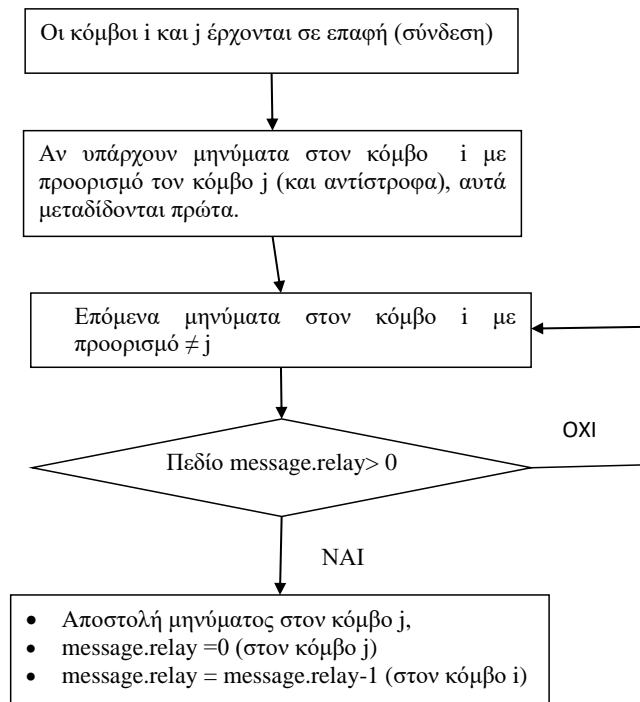 Οι κόμβοι i και j έρχονται σε επαφή (σύνδεση)
Αν υπάρχουν μηνύματα στον κόμβο i με
προορισμό τον κόμβο j (και αντίστροφα), αυτά
μεταδίδονται πρώτα.
Επόμενα μηνύματα στον κόμβο i με
προορισμό ≠ j
Πεδίο message.relay> 0
ΟΧΙ
ΝΑΙ
• Αποστολή μηνύματος στον κόμβο j,
• message.relay =0 (στον κόμβο j)
• message.relay = message.relay-1 (στον κόμβο i)